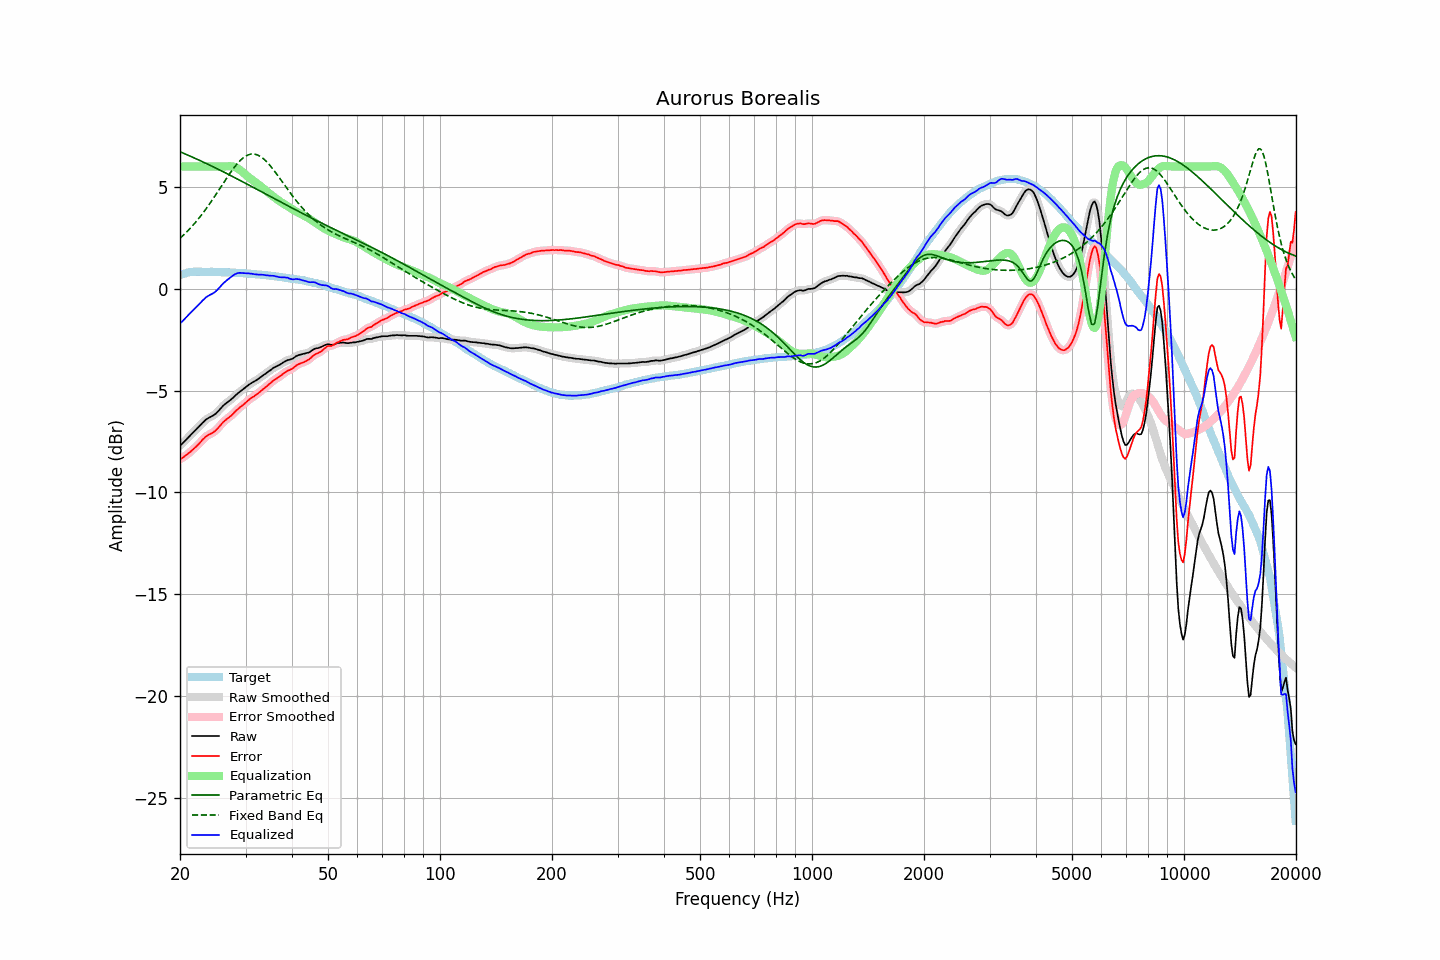 Aurorus Borealis
Amplitude (dBr)
5
0
−5
−10
−15
−20
−25
Target
Raw Smoothed
Error Smoothed
Raw
Error
Equalization
Parametric Eq
Fixed Band Eq
Equalized
20 50 100 200 500 1000 2000 5000 10000 20000
Frequency (Hz)